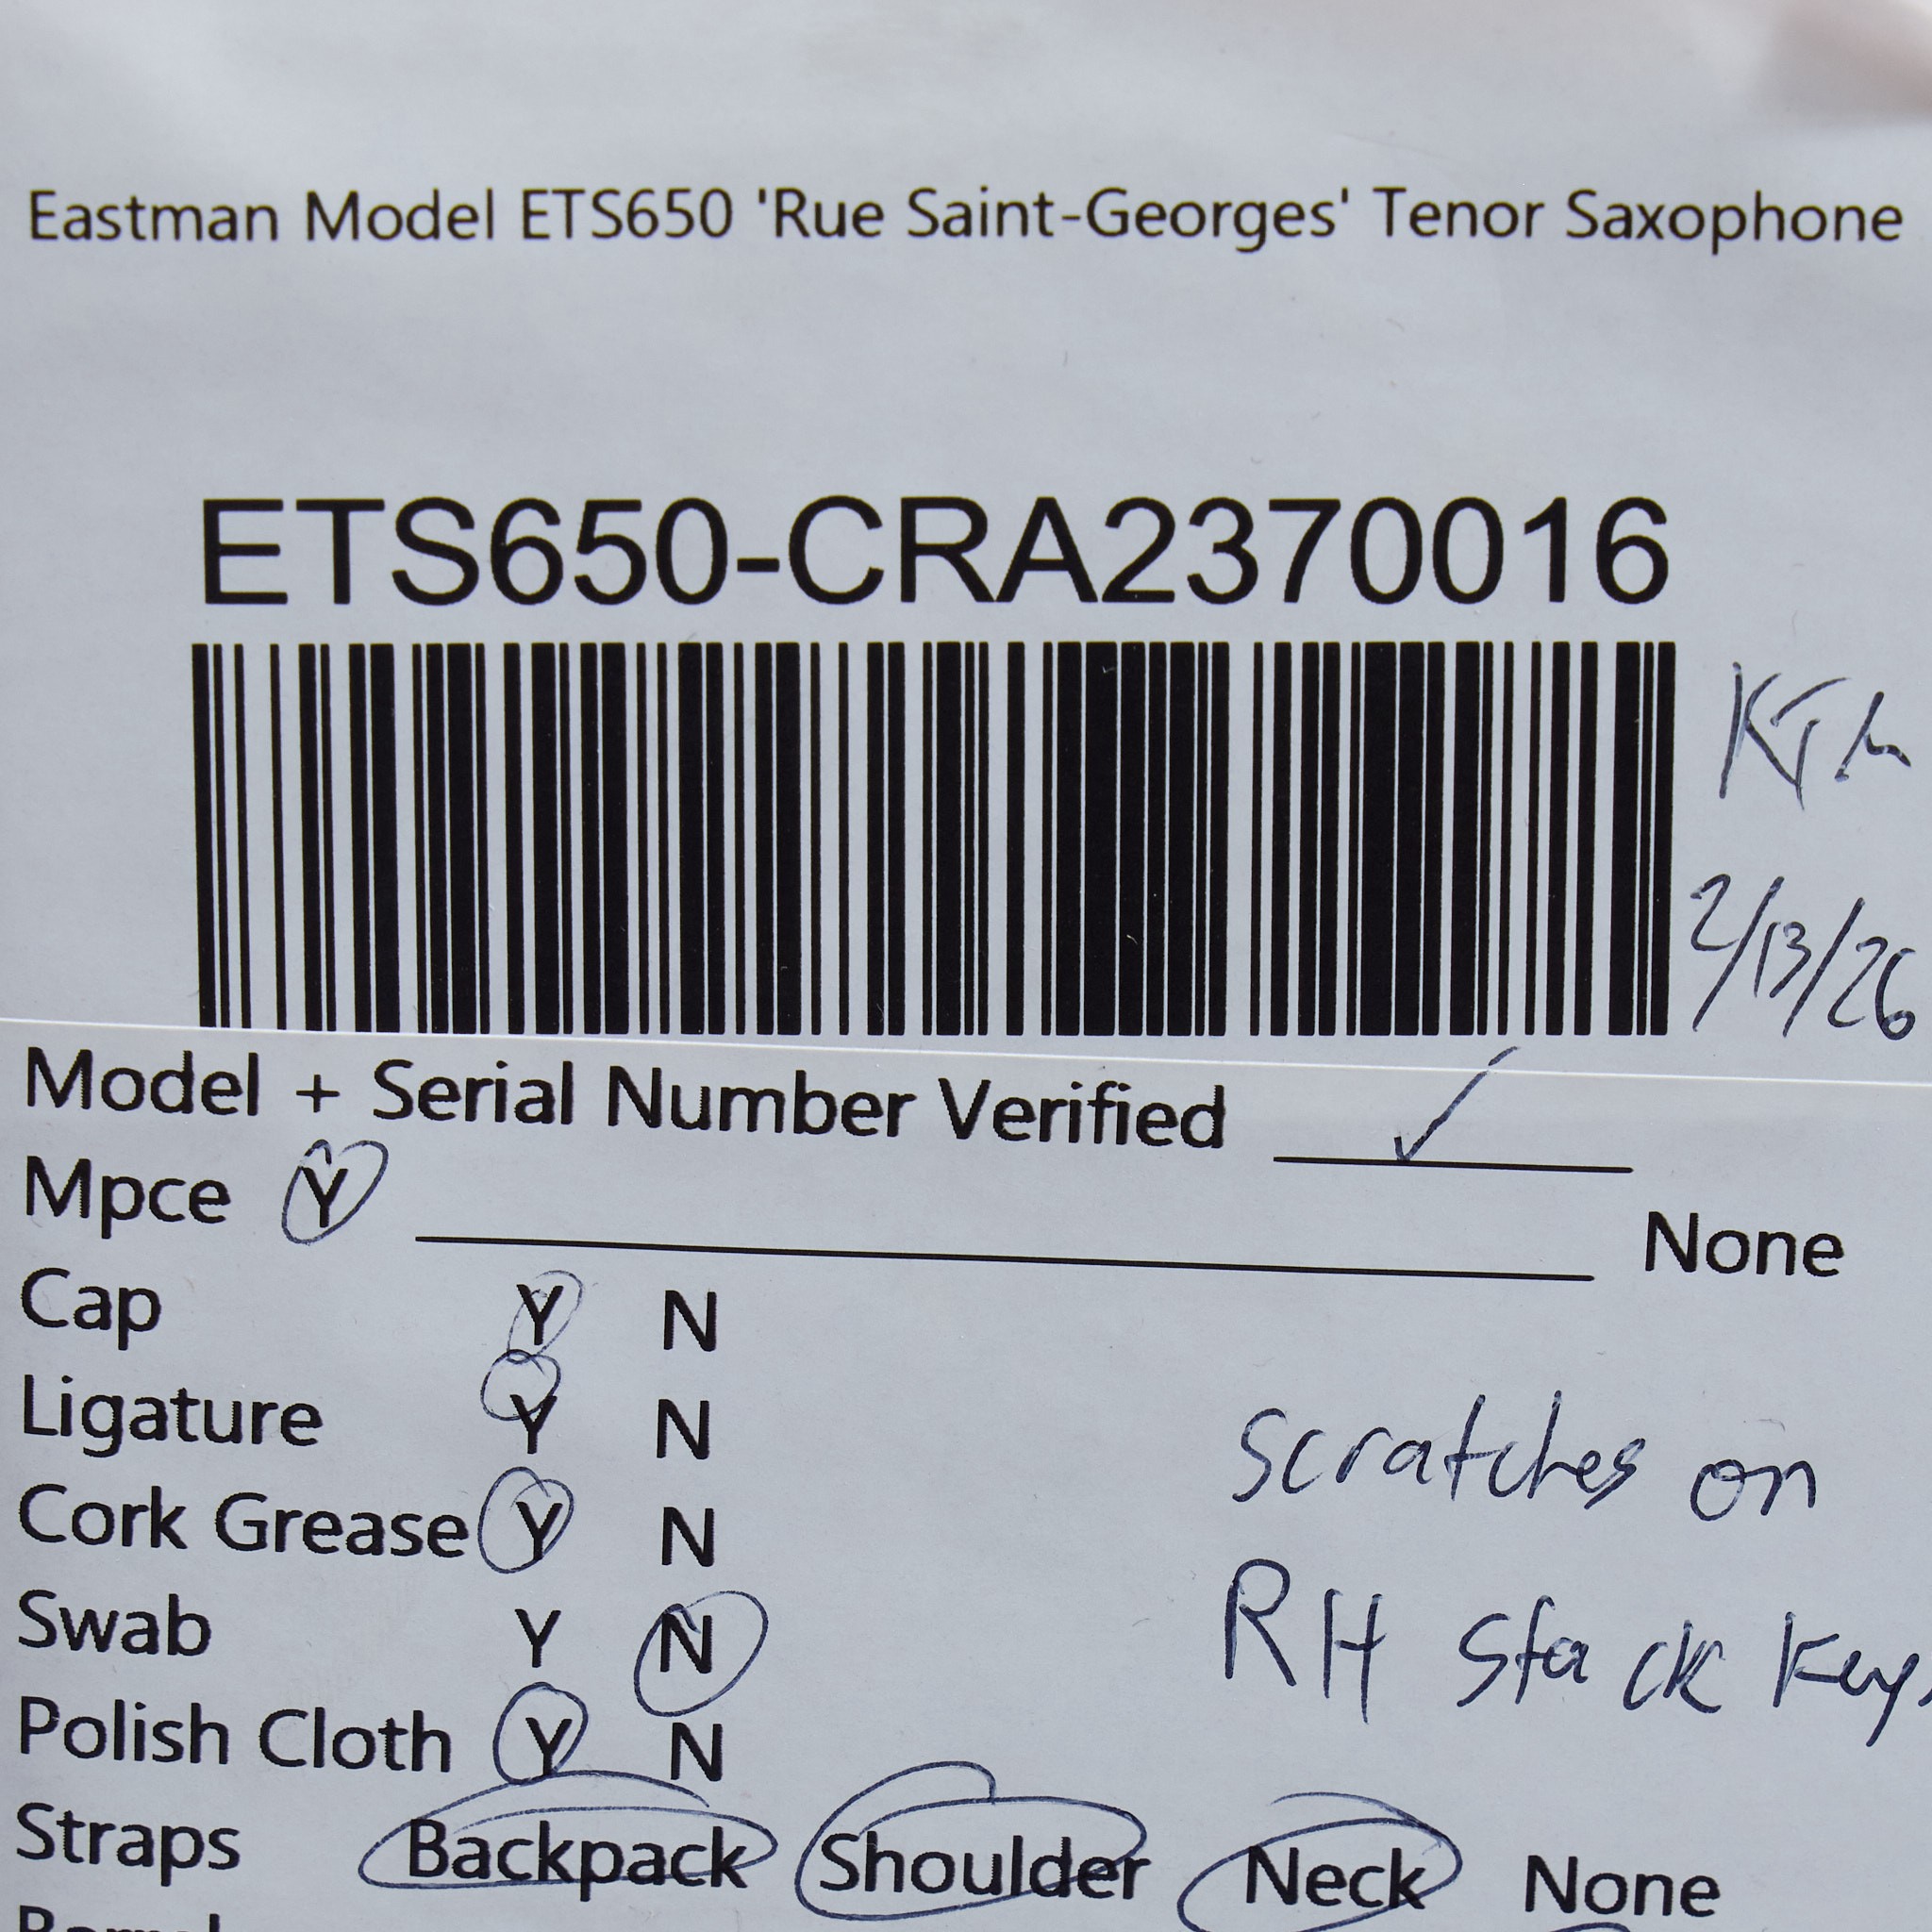 Eastman Model ETS650 'Rue Saint-Georges' Tenor Saxophone
ETS650-CRA2370016
2/13/26
Model + Serial Number Verified ✓
Mpce Y None
Cap Y N
Ligature Y N
Cork Grease Y N
scratches on
Swab Y N
RH stack Keys
Polish Cloth Y N
Straps Backpack Shoulder Neck None